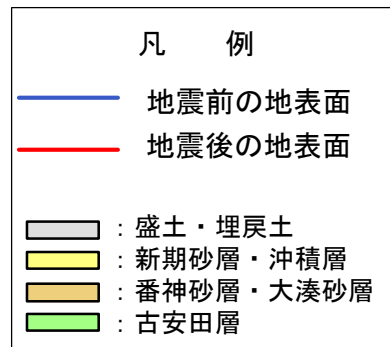 凡 例
地震前の地表面
地震後の地表面
：盛土・埋戻土
：新期砂層・沖積層
：番神砂層・大湊砂層
：古安田層